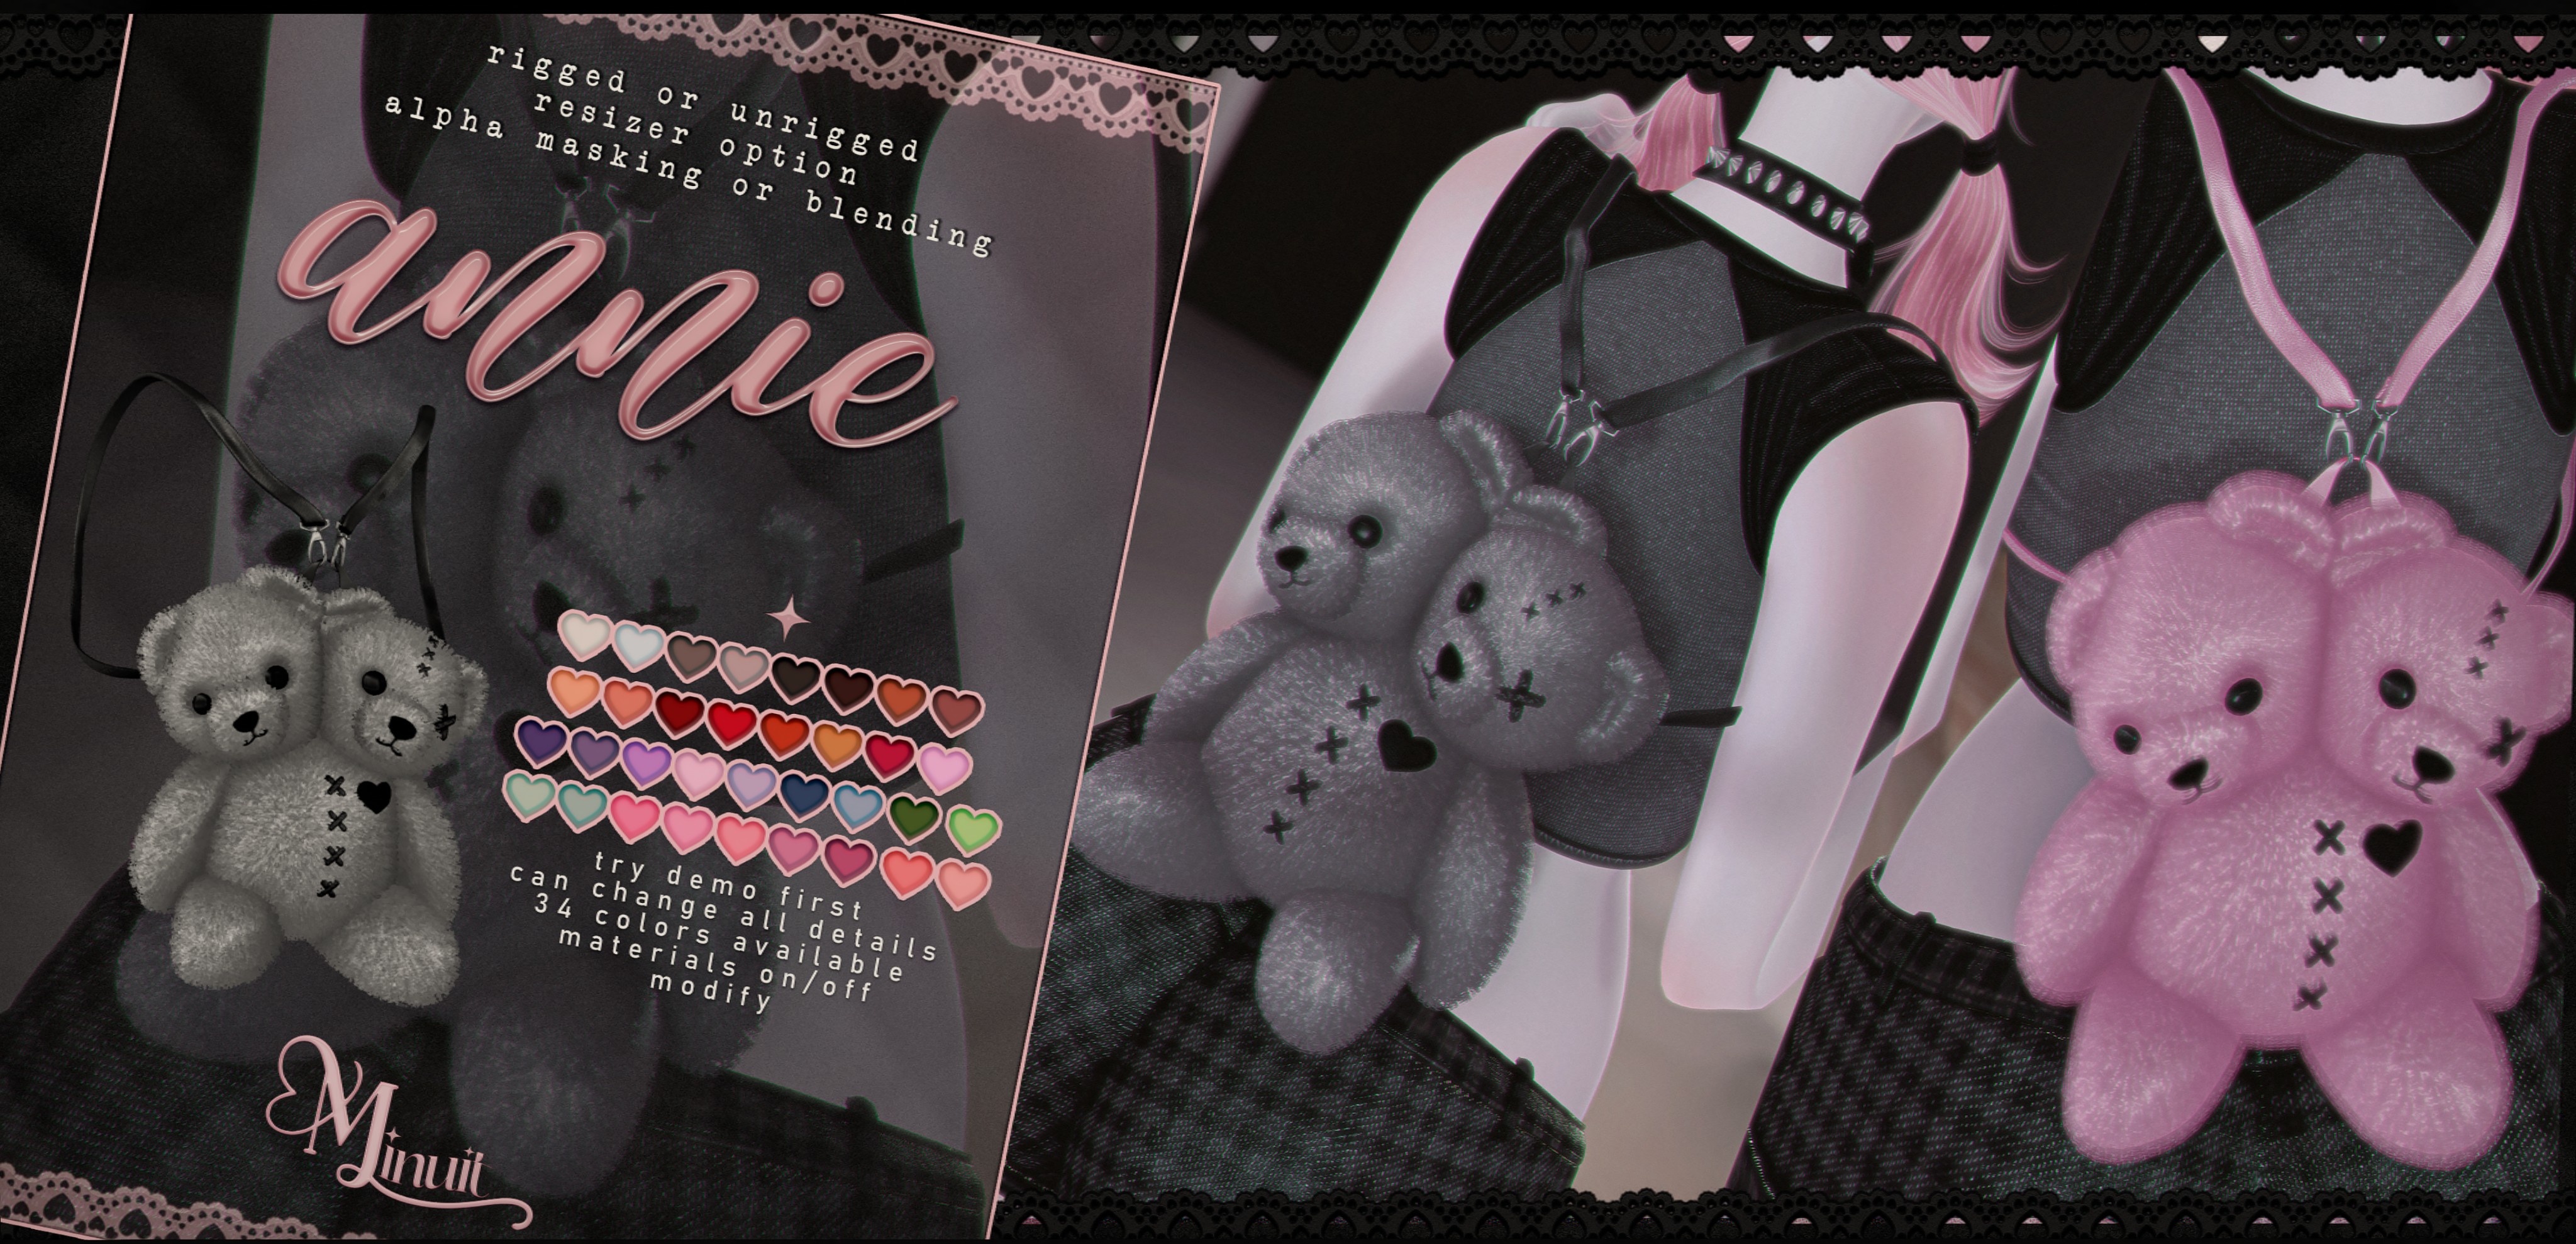 rigged or unrigged
resizer option
alpha masking or blending
annie
try demo first
can change all details
34 colors available
materials on/off
modify
Minuit